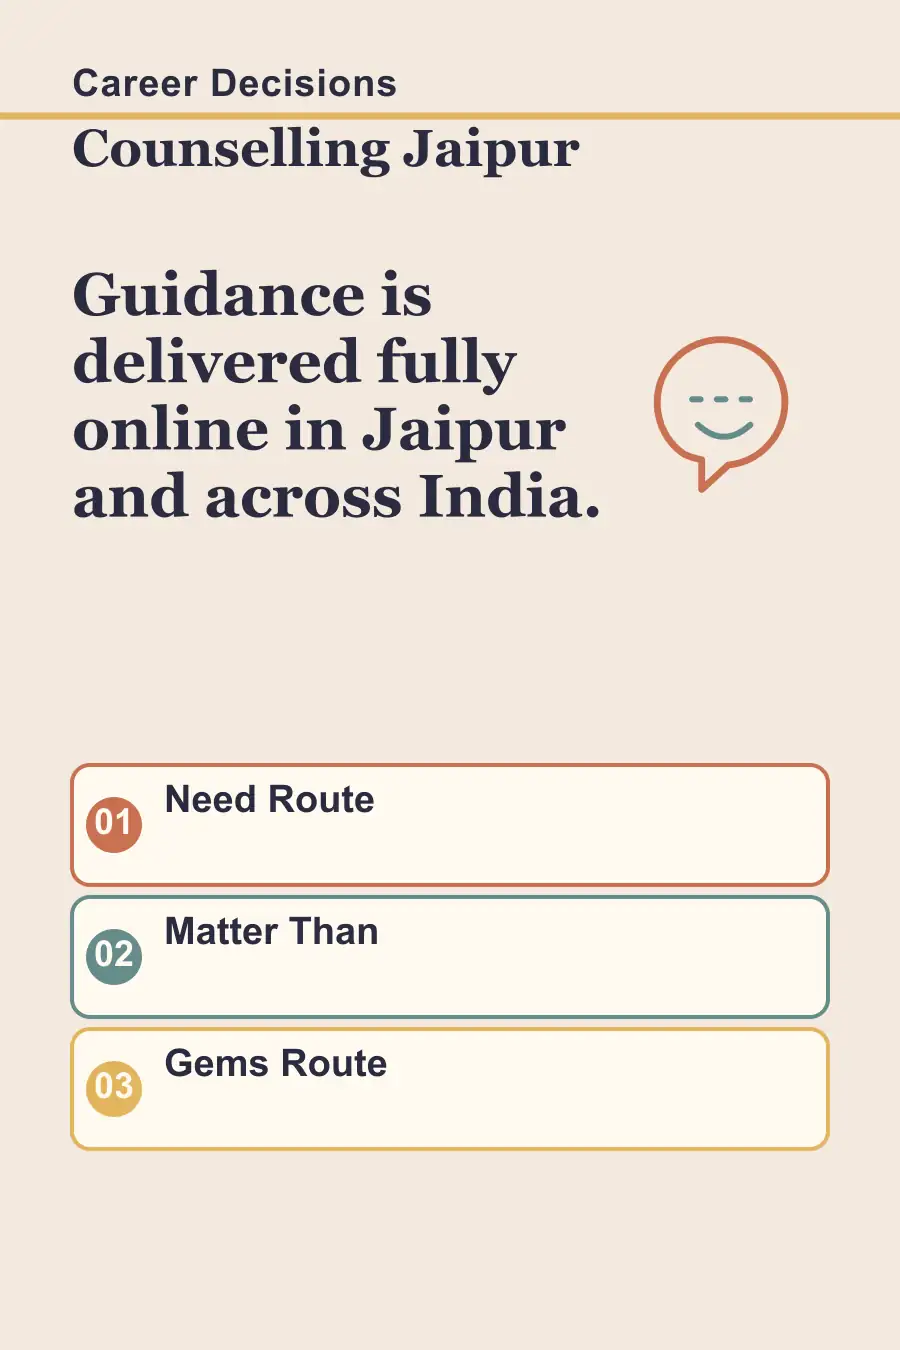 Career Decisions
Counselling Jaipur
Guidance is
delivered fully
online in Jaipur
and across India.
01
Need Route
02
Matter Than
03
Gems Route